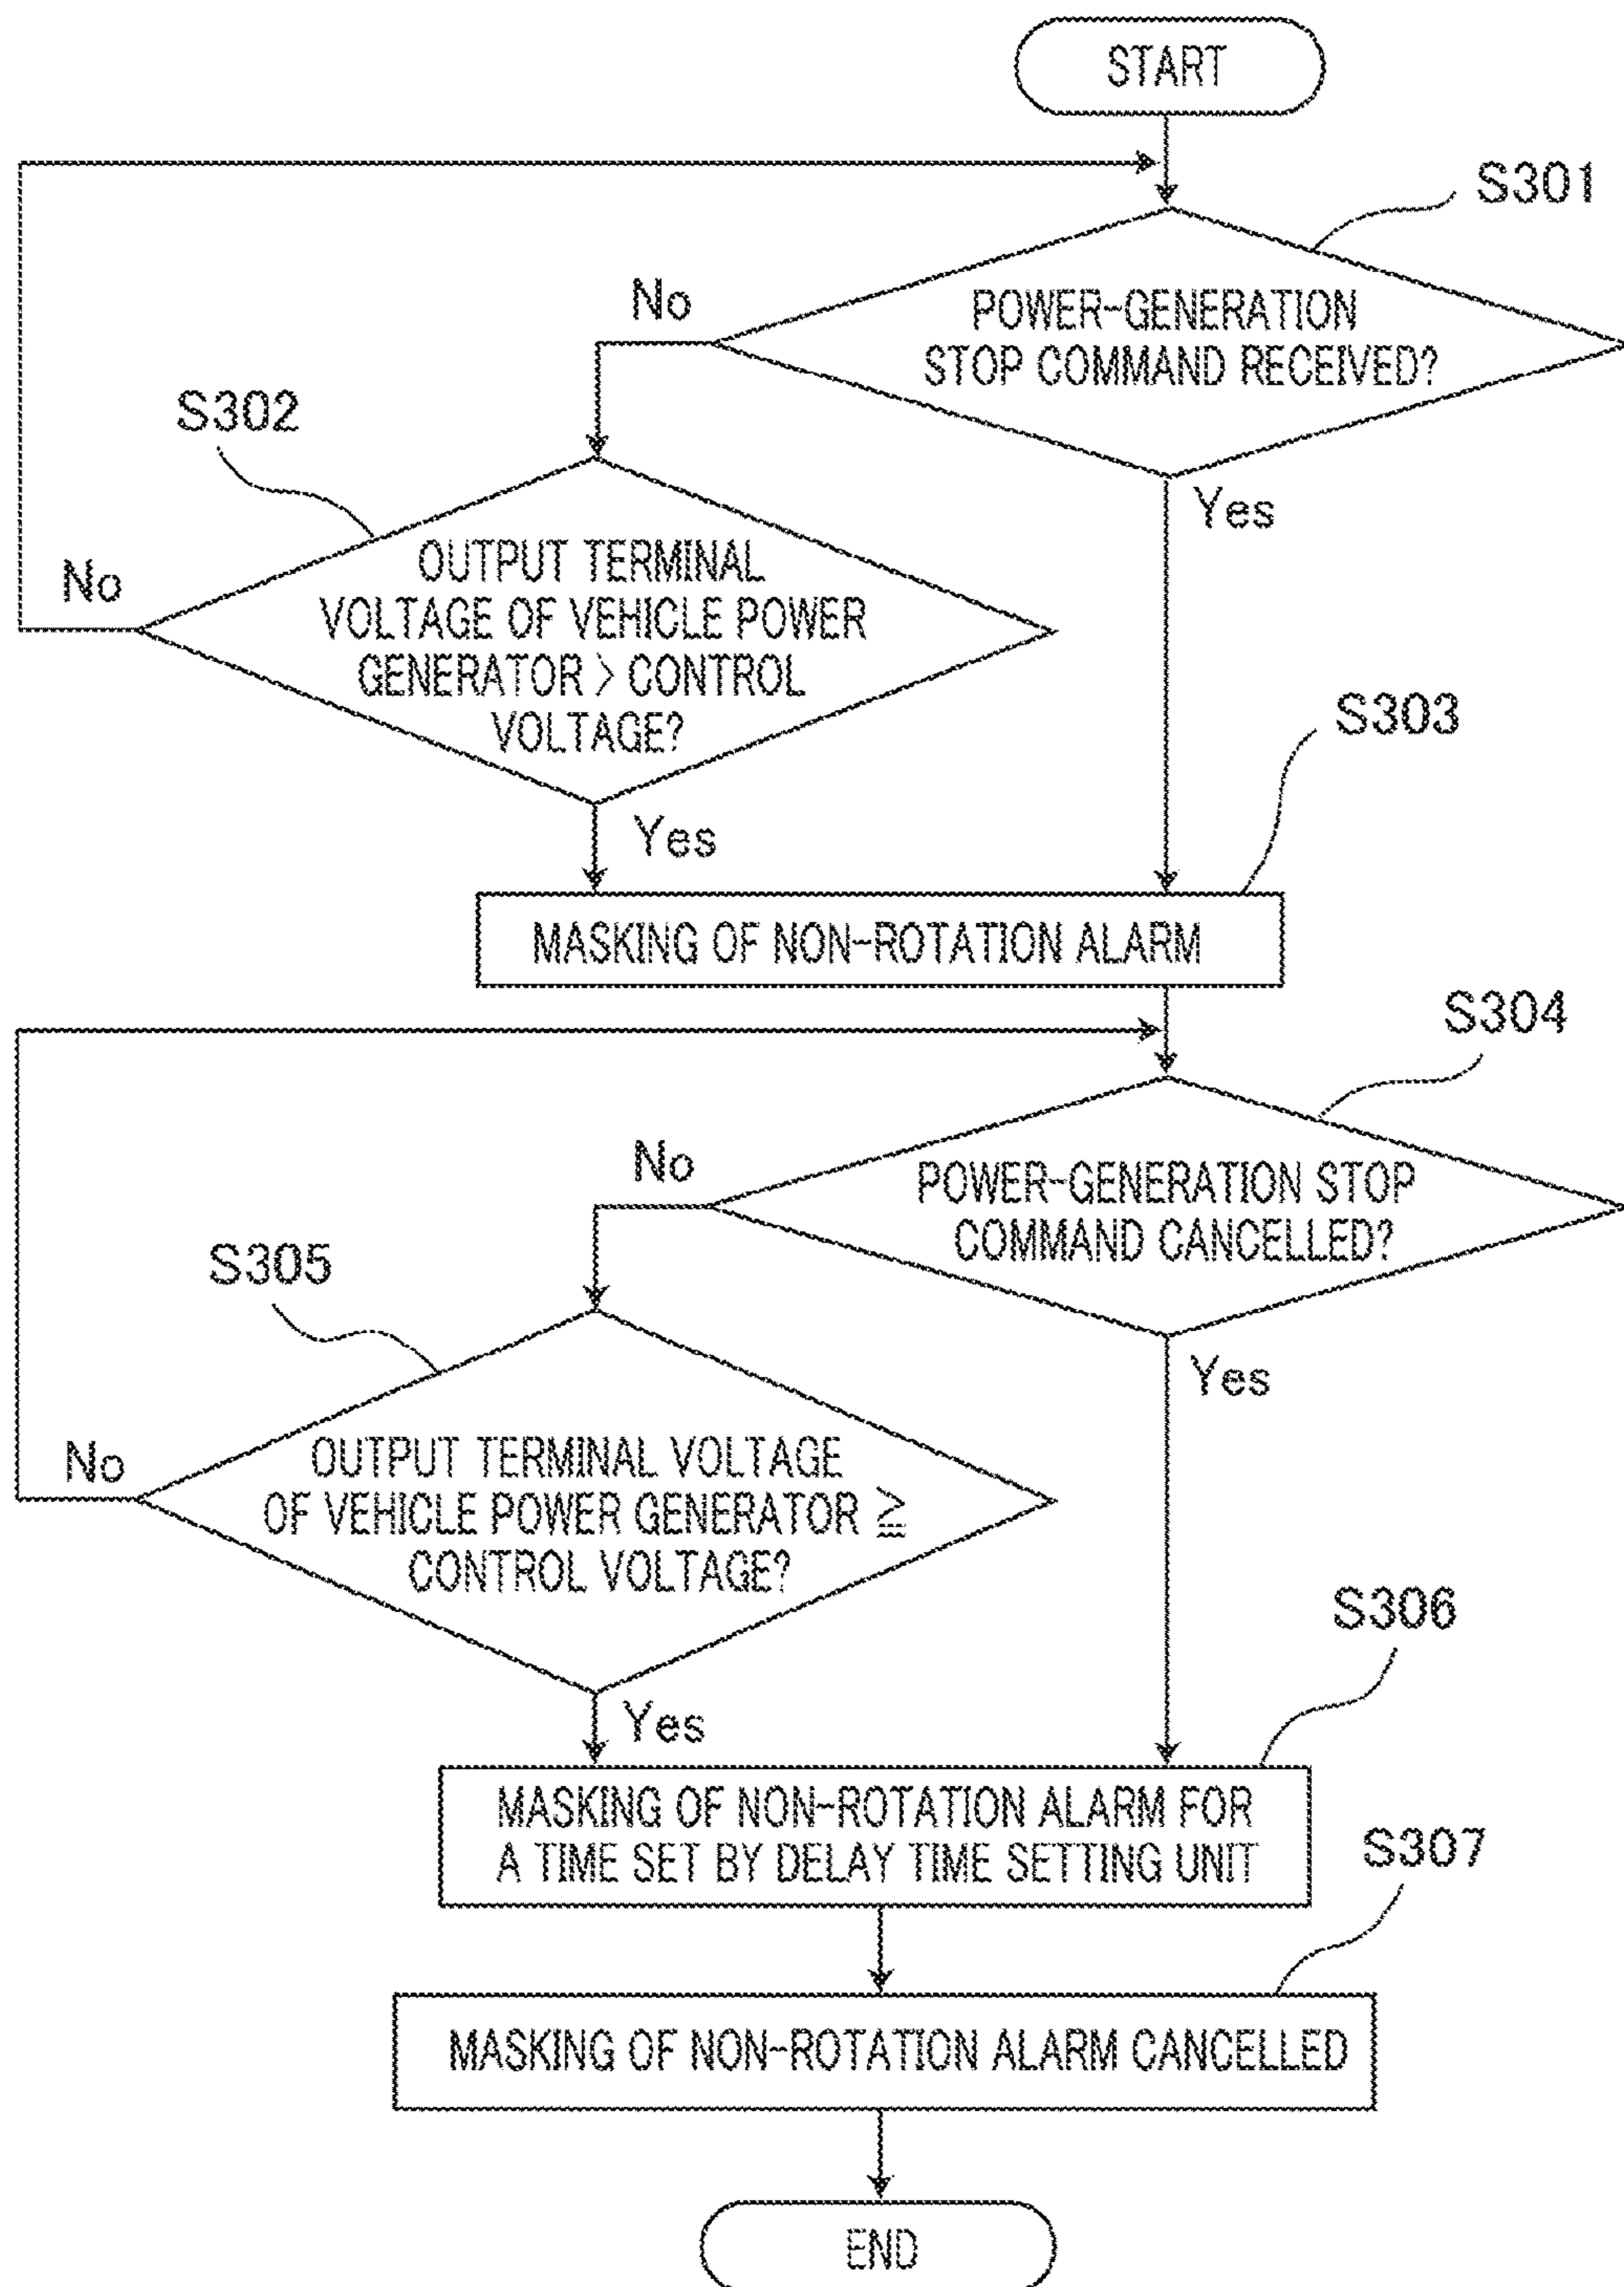 START
S301
No
POWER-GENERATION
STOP COMMAND RECEIVED?
S302
Yes
No
OUTPUT TERMINAL
VOLTAGE OF VEHICLE POWER
GENERATOR > CONTROL
VOLTAGE?
S303
Yes
MASKING OF NON-ROTATION ALARM
S304
No
POWER-GENERATION STOP
COMMAND CANCELLED?
S305
Yes
No
OUTPUT TERMINAL VOLTAGE
OF VEHICLE POWER GENERATOR ≧
CONTROL VOLTAGE?
S306
Yes
MASKING OF NON-ROTATION ALARM FOR
A TIME SET BY DELAY TIME SETTING UNIT
S307
MASKING OF NON-ROTATION ALARM CANCELLED
END